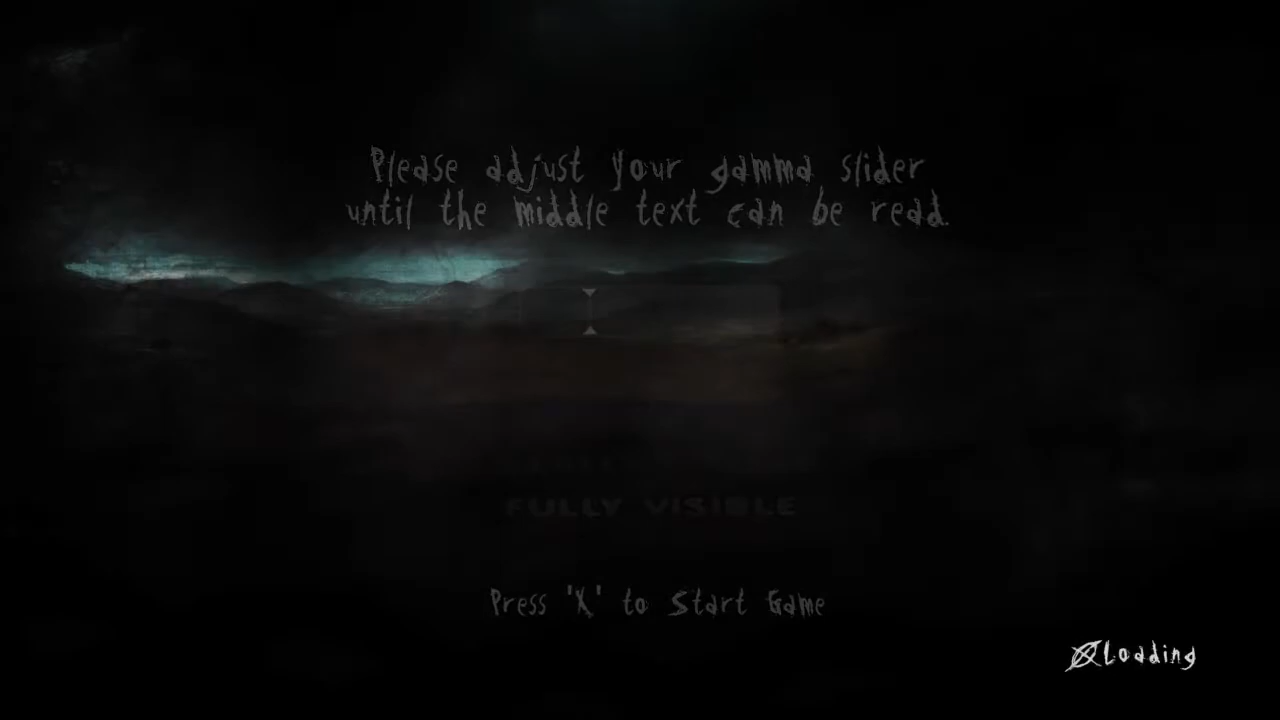 Please adjust your gamma slider
until the middle text can be read.
FULLY VISIBLE
Press 'X' to Start Game
Loading